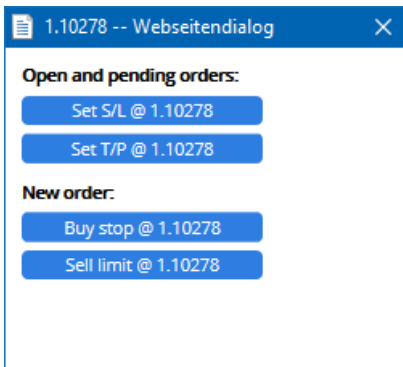 1.10278 -- Webseitendialog
Open and pending orders:
Set S/L @ 1.10278
Set T/P @ 1.10278
New order:
Buy stop @ 1.10278
Sell limit @ 1.10278